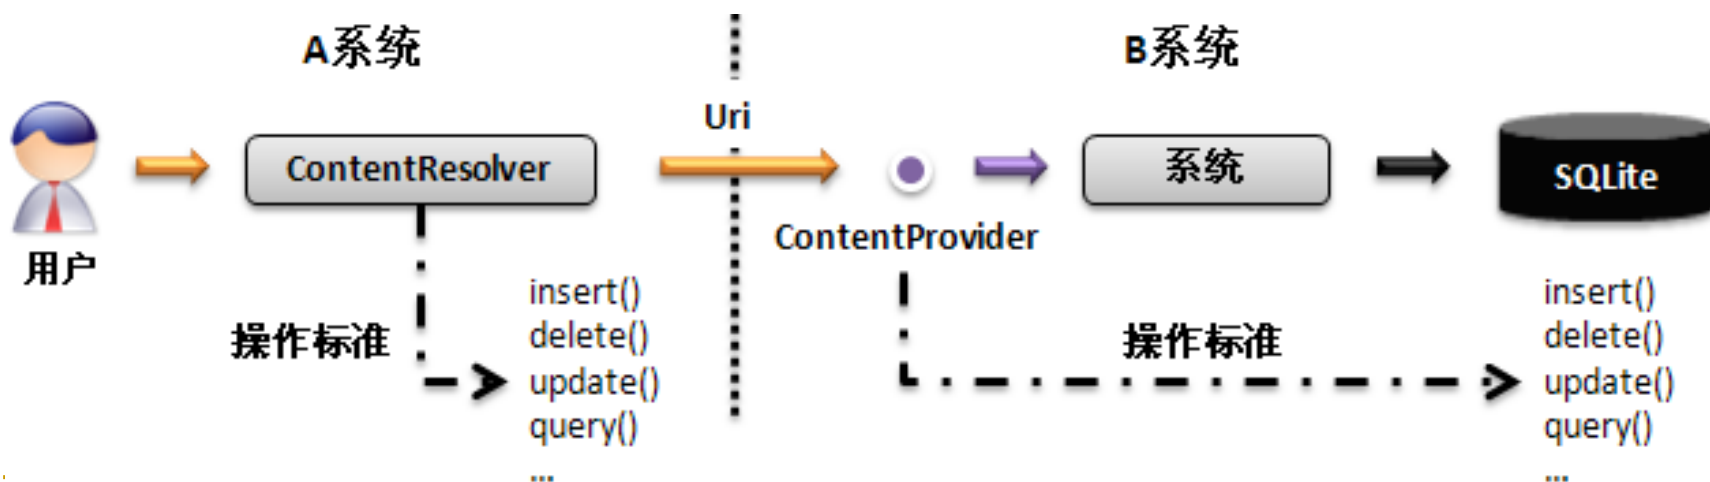 A系统
B系统
Uri
ContentResolver
系统
SQLite
ContentProvider
用户
操作标准
insert()
delete()
update()
query()
...
操作标准
insert()
delete()
update()
query()
...